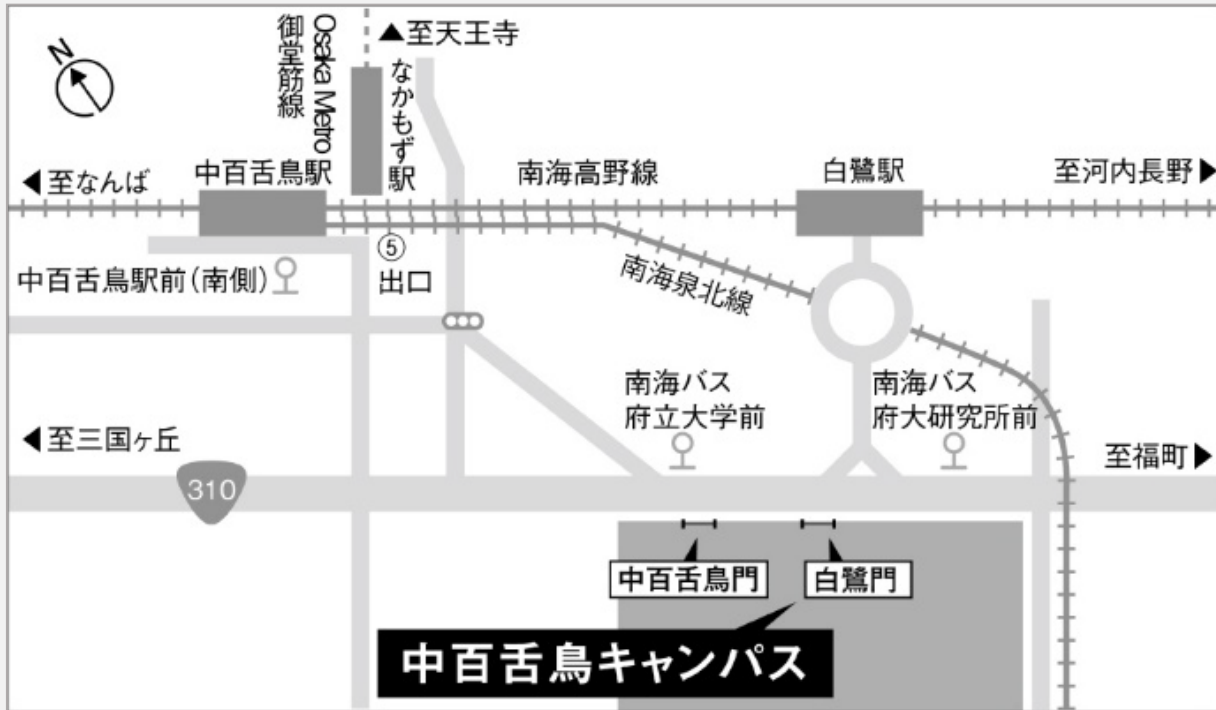 N
Osaka Metro
御堂筋線
▲至天王寺
なかもず駅
◀至なんば
中百舌鳥駅
南海高野線
白鷺駅
至河内長野▶
⑤
出口
中百舌鳥駅前(南側)
南海泉北線
南海バス
府立大学前
南海バス
府大研究所前
◀至三国ヶ丘
至福町▶
310
中百舌鳥門
白鷺門
中百舌鳥キャンパス